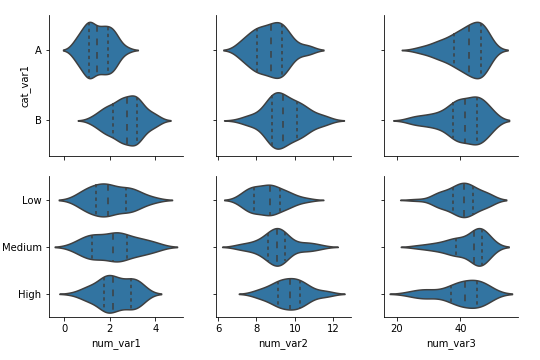 A
cat_var1
B
Low
Medium
High
0 2 4
6 8 10 12
20 40
num_var1
num_var2
num_var3